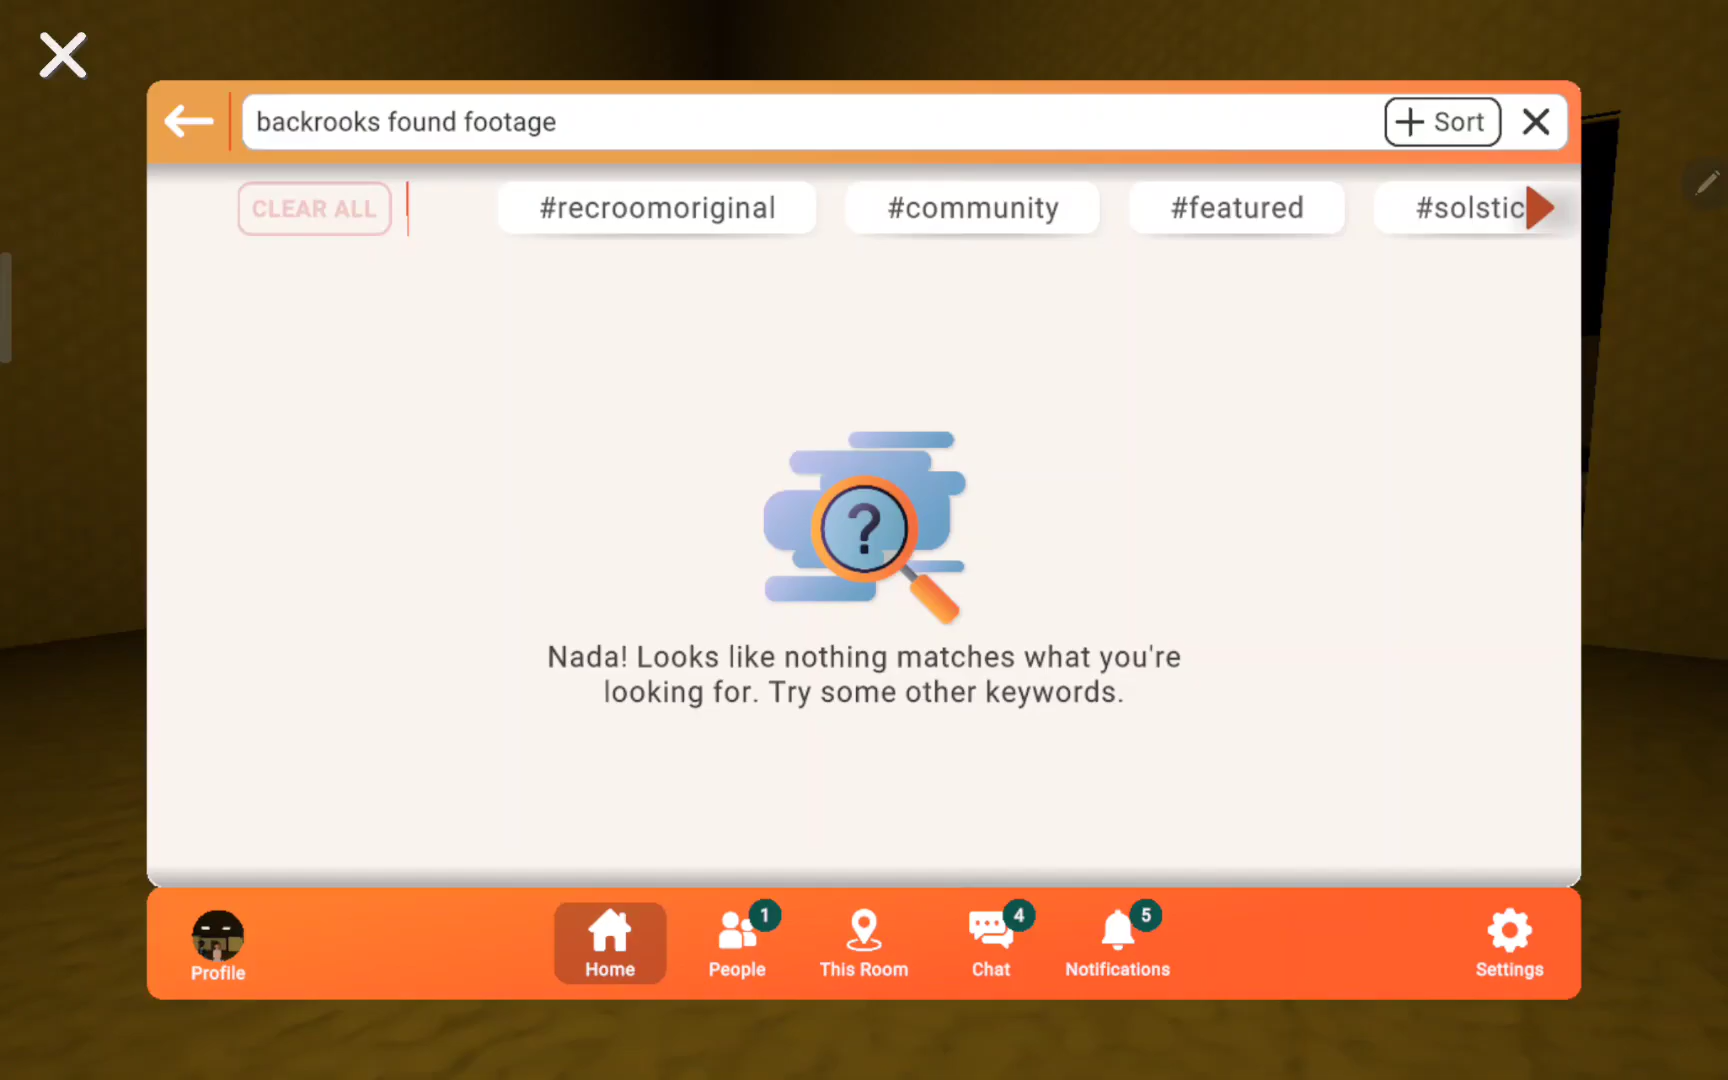 backrooks found footage
+ Sort
CLEAR ALL
#recroomoriginal
#community
#featured
#solstic
?
Nada! Looks like nothing matches what you're
looking for. Try some other keywords.
1
4
5
Profile
Home
People
This Room
Chat
Notifications
Settings